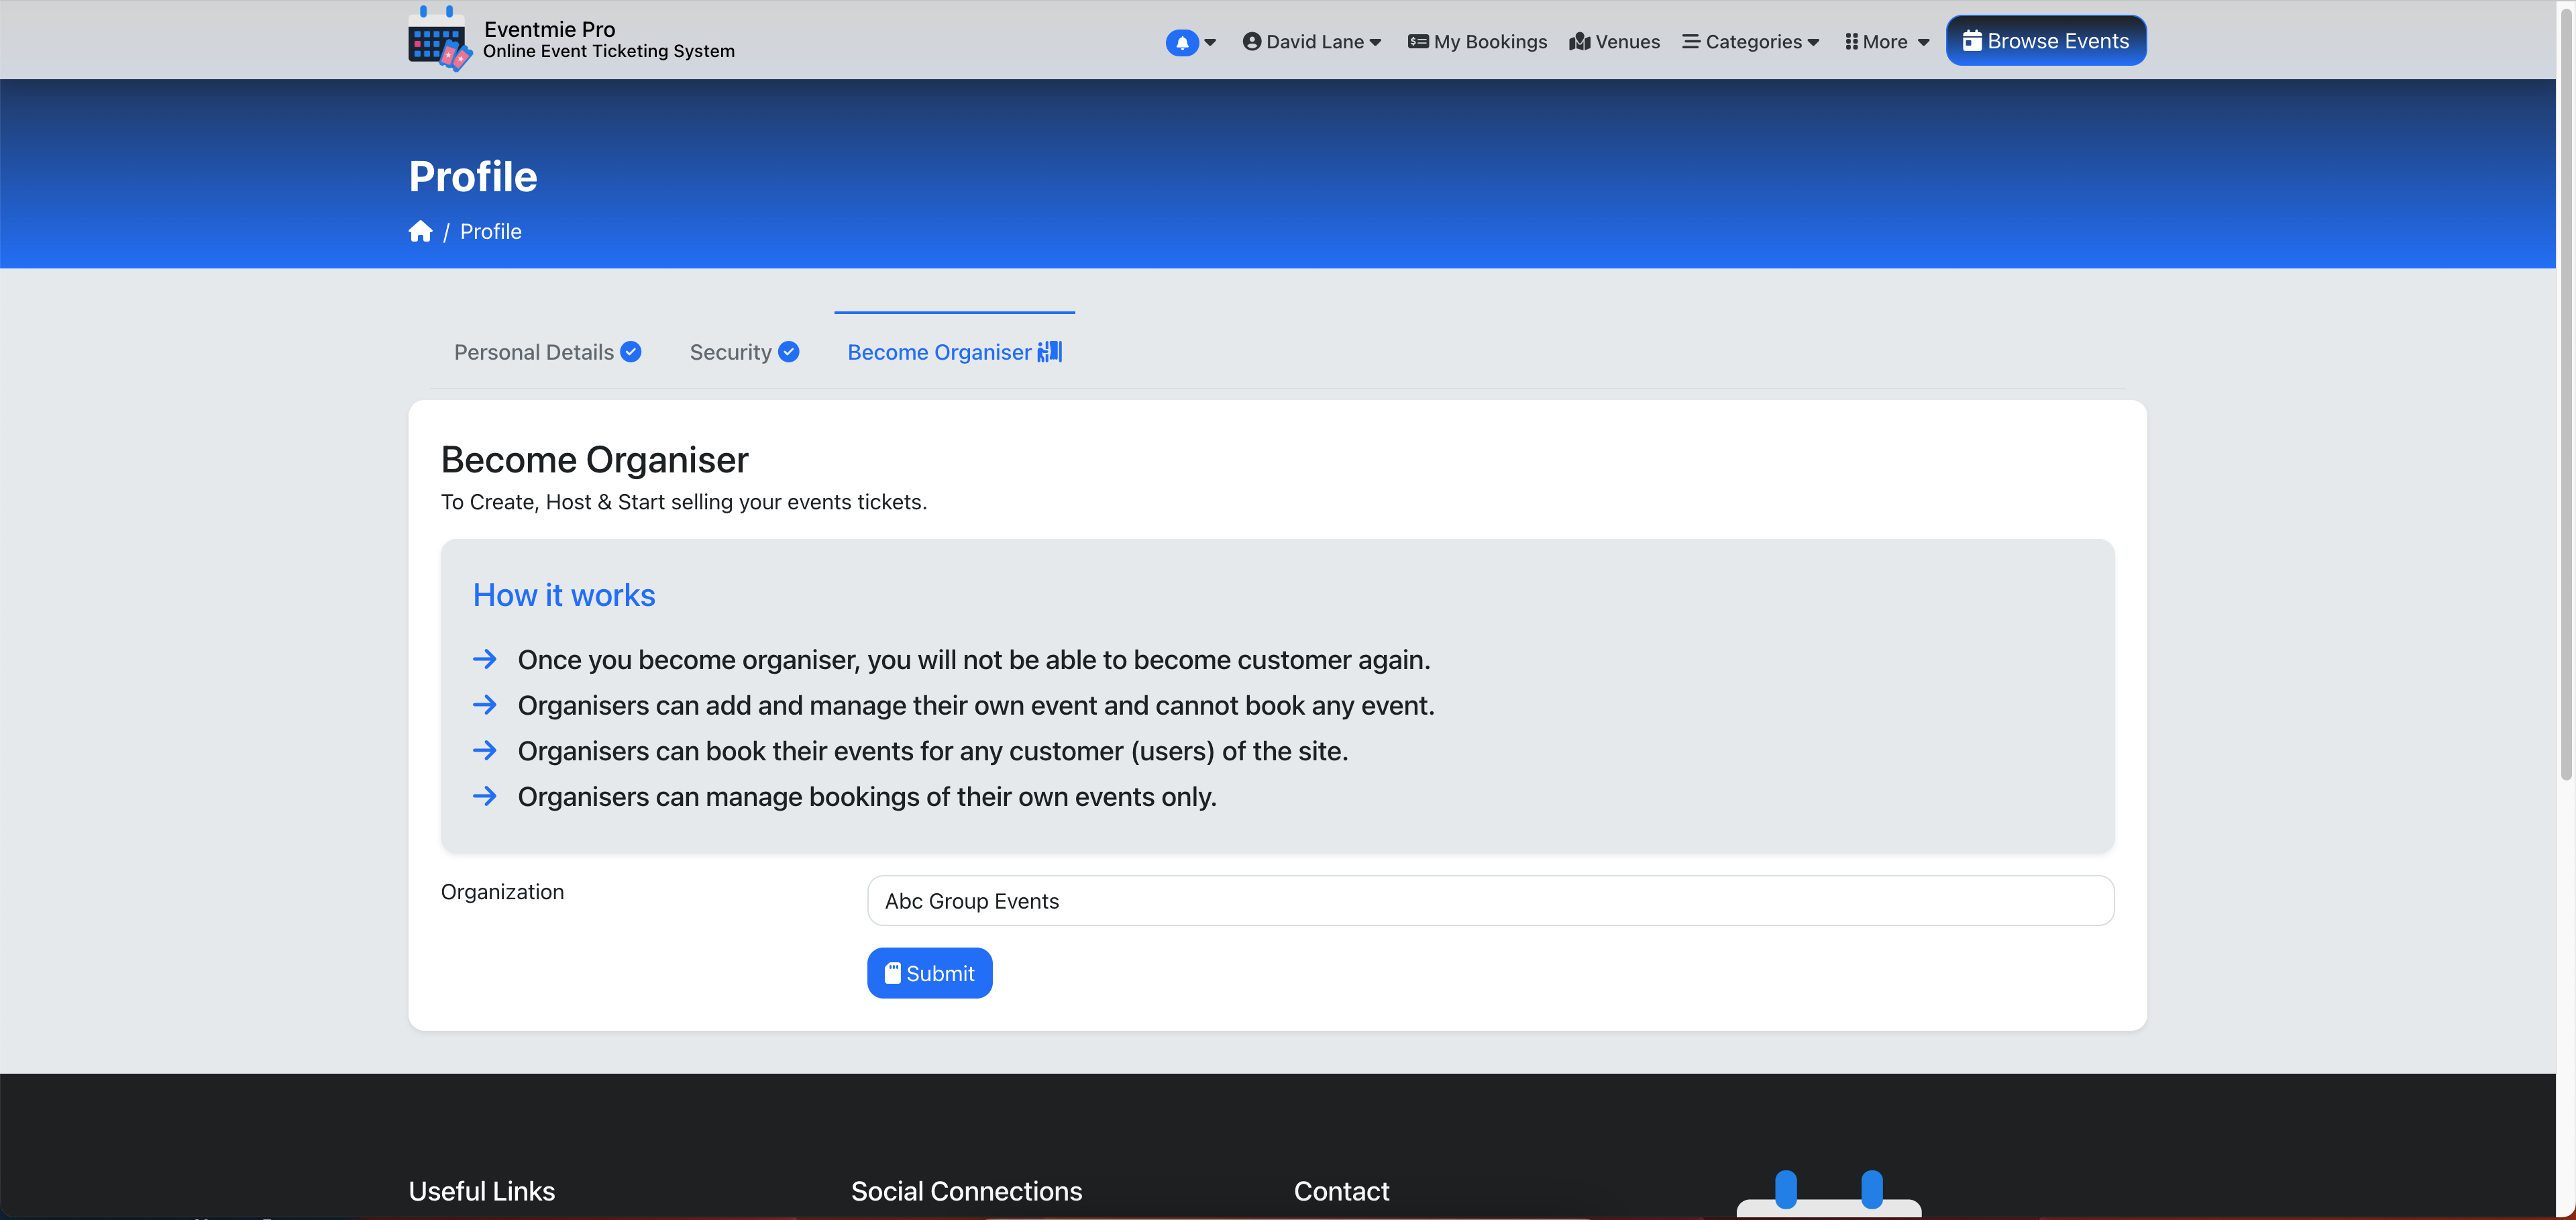 Eventmie Pro
Online Event Ticketing System
David Lane
My Bookings
Venues
Categories
More
Browse Events
Profile
/ Profile
Personal Details
Security
Become Organiser
Become Organiser
To Create, Host & Start selling your events tickets.
How it works
Once you become organiser, you will not be able to become customer again.
Organisers can add and manage their own event and cannot book any event.
Organisers can book their events for any customer (users) of the site.
Organisers can manage bookings of their own events only.
Organization
Abc Group Events
Submit
Useful Links
Social Connections
Contact